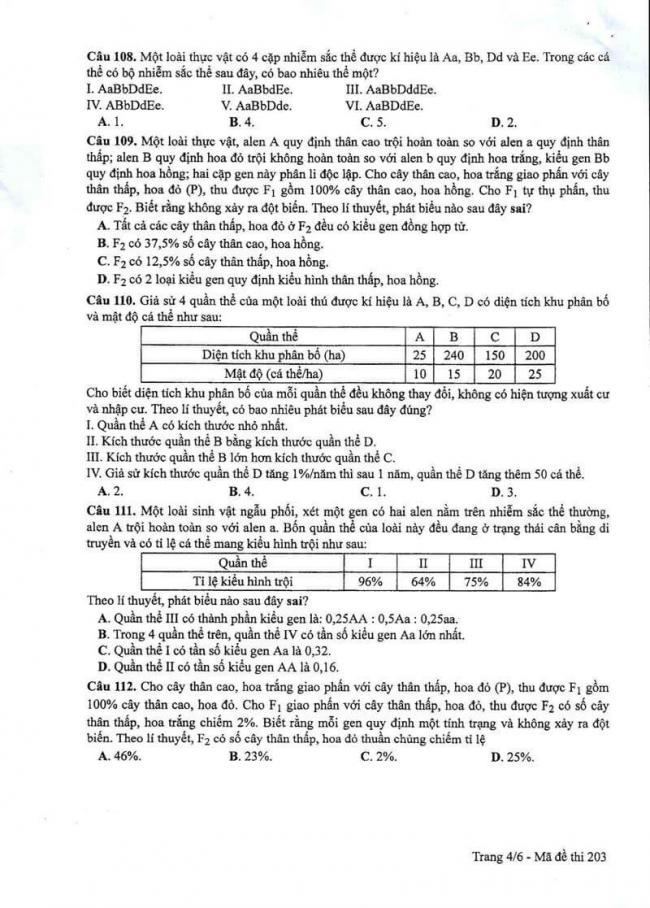 Câu 108. Một loài thực vật có 4 cặp nhiễm sắc thể được kí hiệu là Aa, Bb, Dd và Ee. Trong các cá
thể có bộ nhiễm sắc thể sau đây, có bao nhiêu thể một?
I. AaBbDdEe. II. AaBbdEe. III. AaBbDddEe.
IV. ABbDdEe. V. AaBbDde. VI. AaBDdEe.
A. 1. B. 4. C. 5. D. 2.
Câu 109. Một loài thực vật, alen A quy định thân cao trội hoàn toàn so với alen a quy định thân
thấp; alen B quy định hoa đỏ trội không hoàn toàn so với alen b quy định hoa trắng, kiểu gen Bb
quy định hoa hồng; hai cặp gen này phân li độc lập. Cho cây thân cao, hoa trắng giao phấn với cây
thân thấp, hoa đỏ (P), thu được F1 gồm 100% cây thân cao, hoa hồng. Cho F1 tự thụ phấn, thu
được F2. Biết rằng không xảy ra đột biến. Theo lí thuyết, phát biểu nào sau đây sai?
A. Tất cả các cây thân thấp, hoa đỏ ở F2 đều có kiểu gen đồng hợp tử.
B. F2 có 37,5% số cây thân cao, hoa hồng.
C. F2 có 12,5% số cây thân thấp, hoa hồng.
D. F2 có 2 loại kiểu gen quy định kiểu hình thân thấp, hoa hồng.
Câu 110. Giả sử 4 quần thể của một loài thú được kí hiệu là A, B, C, D có diện tích khu phân bố
và mật độ cá thể như sau:
Quần thể A B C D
Diện tích khu phân bố (ha) 25 240 150 200
Mật độ (cá thể/ha) 10 15 20 25
Cho biết diện tích khu phân bố của mỗi quần thể đều không thay đổi, không có hiện tượng xuất cư
và nhập cư. Theo lí thuyết, có bao nhiêu phát biểu sau đây đúng?
I. Quần thể A có kích thước nhỏ nhất.
II. Kích thước quần thể B bằng kích thước quần thể D.
III. Kích thước quần thể B lớn hơn kích thước quần thể C.
IV. Giả sử kích thước quần thể D tăng 1%/năm thì sau 1 năm, quần thể D tăng thêm 50 cá thể.
A. 2. B. 4. C. 1. D. 3.
Câu 111. Một loài sinh vật ngẫu phối, xét một gen có hai alen nằm trên nhiễm sắc thể thường,
alen A trội hoàn toàn so với alen a. Bốn quần thể của loài này đều đang ở trạng thái cân bằng di
truyền và có tỉ lệ cá thể mang kiểu hình trội như sau:
Quần thể I II III IV
Tỉ lệ kiểu hình trội 96% 64% 75% 84%
Theo lí thuyết, phát biểu nào sau đây sai?
A. Quần thể III có thành phần kiểu gen là: 0,25AA : 0,5Aa : 0,25aa.
B. Trong 4 quần thể trên, quần thể IV có tần số kiểu gen Aa lớn nhất.
C. Quần thể I có tần số kiểu gen Aa là 0,32.
D. Quần thể II có tần số kiểu gen AA là 0,16.
Câu 112. Cho cây thân cao, hoa trắng giao phấn với cây thân thấp, hoa đỏ (P), thu được F1 gồm
100% cây thân cao, hoa đỏ. Cho F1 giao phấn với cây thân thấp, hoa đỏ, thu được F2 có số cây
thân thấp, hoa trắng chiếm 2%. Biết rằng mỗi gen quy định một tính trạng và không xảy ra đột
biến. Theo lí thuyết, F2 có số cây thân thấp, hoa đỏ thuần chủng chiếm tỉ lệ
A. 46%. B. 23%. C. 2%. D. 25%.
Trang 4/6 - Mã đề thi 203